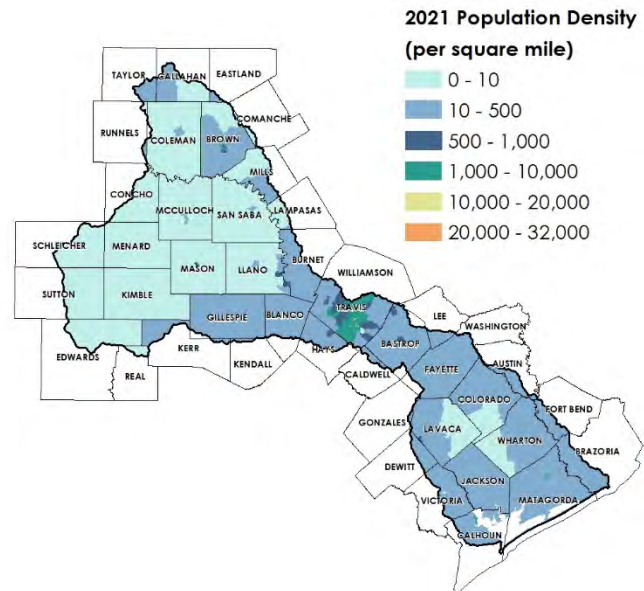 2021 Population Density
(per square mile)
0 - 10
10 - 500
500 - 1,000
1,000 - 10,000
10,000 - 20,000
20,000 - 32,000
TAYLOR
CALLAHAN
EASTLAND
RUNNELS
COLEMAN
BROWN
COMANCHE
CONCHO
MCCULLOCH
SAN SABA
MILLS
LAMPASAS
SCHLEICHER
MENARD
MASON
LLANO
BURNET
WILLIAMSON
SUTTON
KIMBLE
GILLESPIE
BLANCO
TRAVIS
LEE
WASHINGTON
EDWARDS
REAL
KERR
KENDALL
HAYS
CALDWELL
BASTROP
FAYETTE
AUSTIN
COLORADO
FORT BEND
GONZALES
LAVACA
WHARTON
BRAZORIA
DEWITT
JACKSON
VICTORIA
MATAGORDA
CALHOUN